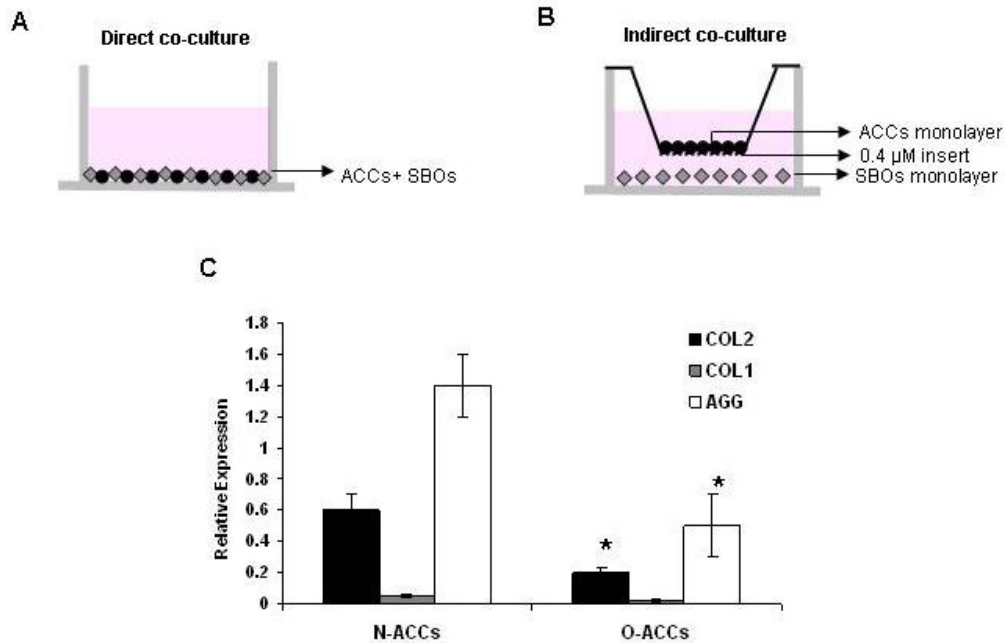 A
Direct co-culture
ACCs+ SBOs
B
Indirect co-culture
ACCs monolayer
0.4 µM insert
SBOs monolayer
C
Relative Expression
1.8
1.6
1.4
1.2
1
0.8
0.6
0.4
0.2
0
COL2
COL1
AGG
*
*
N-ACCs
O-ACCs